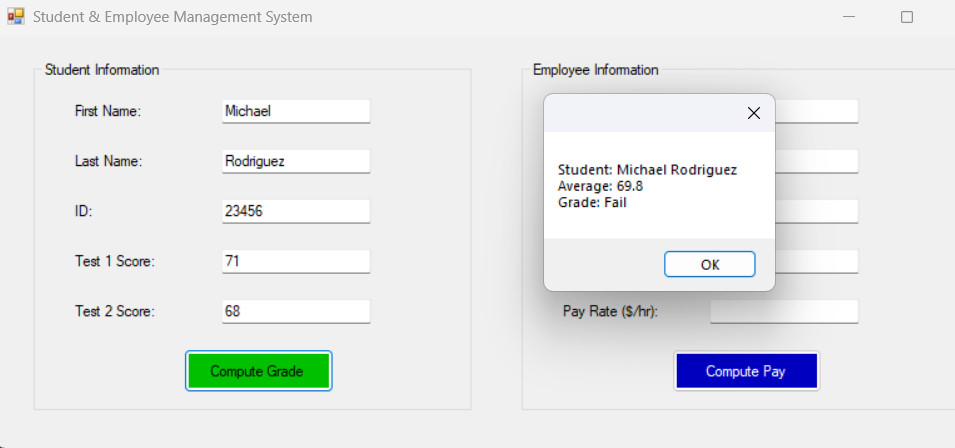 Student & Employee Management System
Student Information
First Name: Michael
Last Name: Rodriguez
ID: 23456
Test 1 Score: 71
Test 2 Score: 68
Compute Grade
Employee Information
Student: Michael Rodriguez
Average: 69.8
Grade: Fail
OK
Pay Rate ($/hr):
Compute Pay